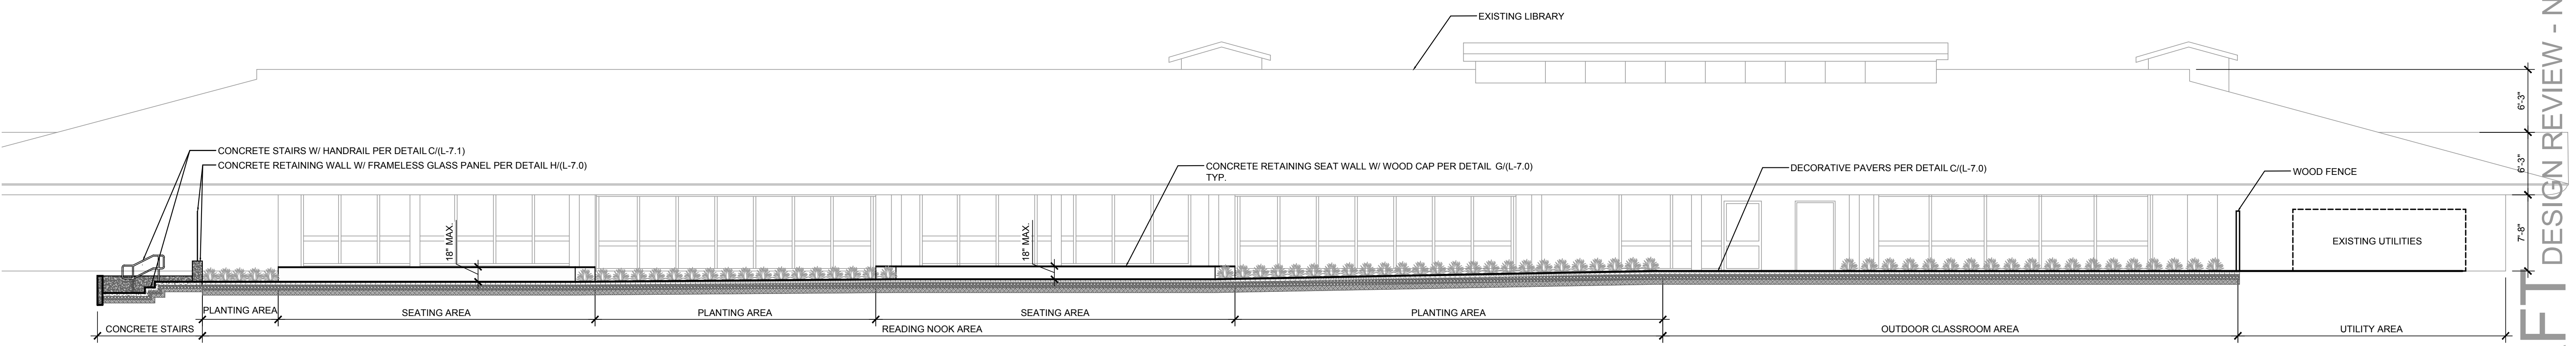 EXISTING LIBRARY
CONCRETE STAIRS W/ HANDRAIL PER DETAIL C/(L-7.1)
CONCRETE RETAINING WALL W/ FRAMELESS GLASS PANEL PER DETAIL H/(L-7.0)
CONCRETE RETAINING SEAT WALL W/ WOOD CAP PER DETAIL G/(L-7.0)
TYP.
DECORATIVE PAVERS PER DETAIL C/(L-7.0)
WOOD FENCE
6'-3"
6'-3"
7'-8"
18" MAX.
18" MAX.
EXISTING UTILITIES
PLANTING AREA
SEATING AREA
PLANTING AREA
SEATING AREA
PLANTING AREA
CONCRETE STAIRS
READING NOOK AREA
OUTDOOR CLASSROOM AREA
UTILITY AREA
FT
DESIGN REVIEW - N